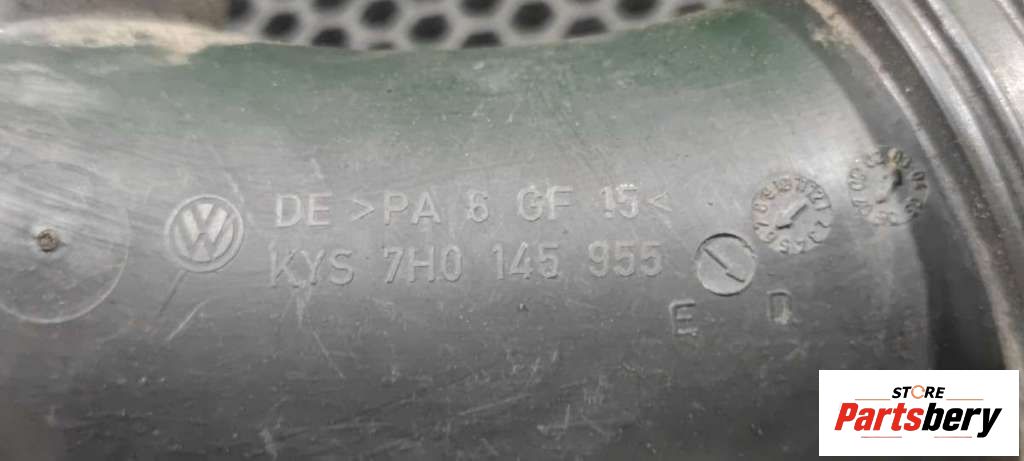 DE >PA 6 GF 15<
KYS 7H0 145 955
E D
STORE
Partsbery